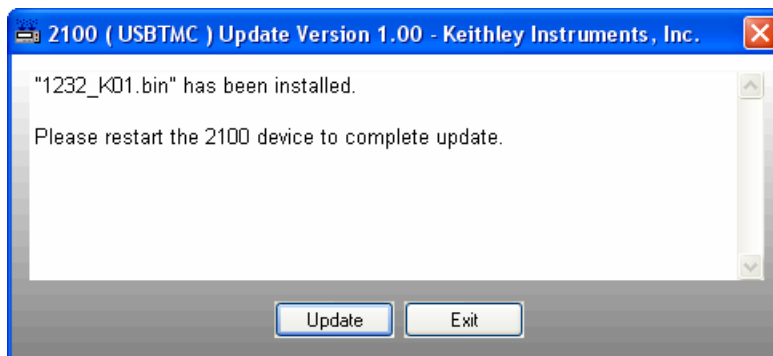 2100 ( USBTMC ) Update Version 1.00 - Keithley Instruments, Inc.
"1232_K01.bin" has been installed.
Please restart the 2100 device to complete update.
Update Exit